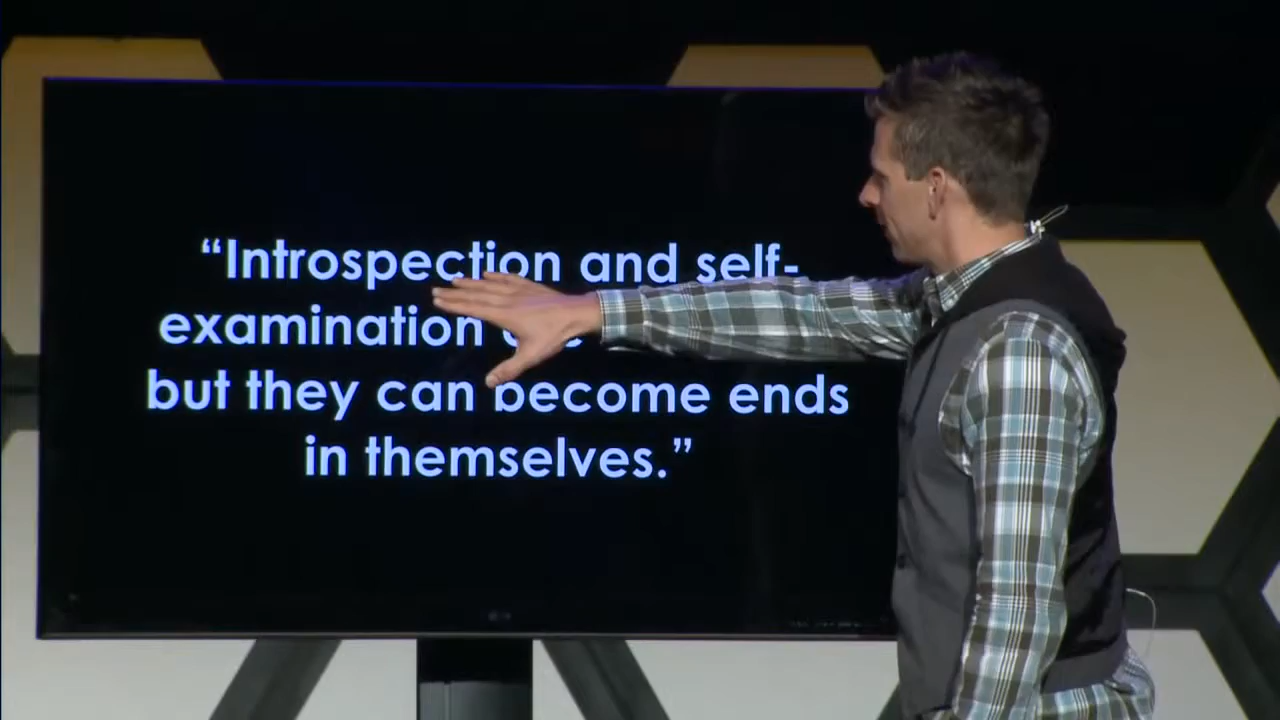 “Introspection and self-
examination
but they can become ends
in themselves.”